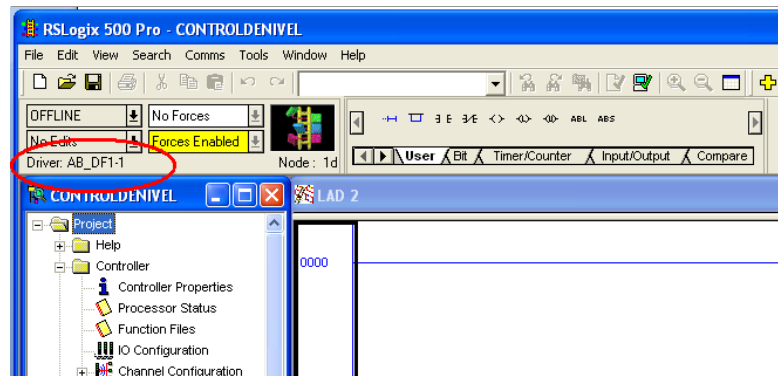 RSLogix 500 Pro - CONTROLDENIVEL
File Edit View Search Comms Tools Window Help
OFFLINE No Forces
ABL ABS
No Edits Forces Enabled
Driver: AB_DF1-1 Node : 1d
User Bit Timer/Counter Input/Output Compare
CONTROLDENIVEL LAD 2
Project
Help
Controller 0000
Controller Properties
Processor Status
Function Files
IO Configuration
Channel Configuration